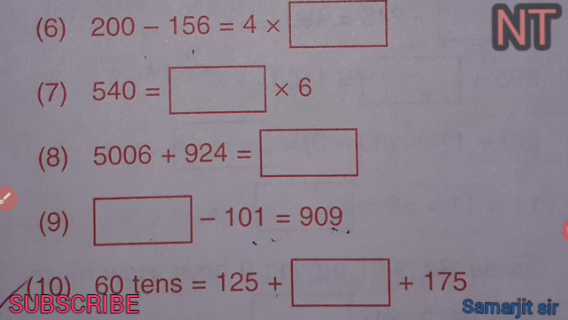 NT
(6) 200 – 156 = 4 ×
(7) 540 = × 6
(8) 5006 + 924 =
(9) – 101 = 909
(10) 60 tens = 125 + + 175
SUBSCRIBE
Samarjit sir